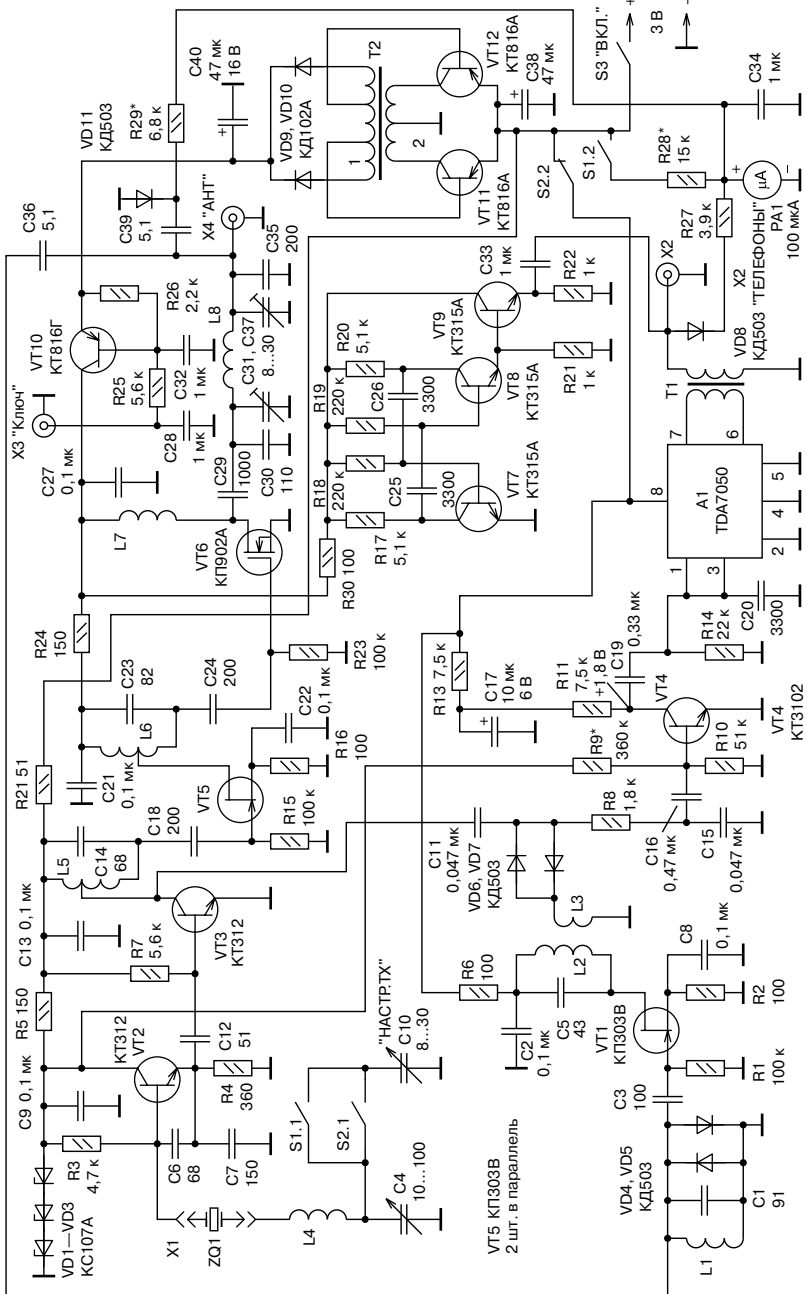 C36
5,1
VD11
КД503
R29*
6,8 к
C40
47 мк
16 В
C39
5,1
X4 "АНТ"
VD9, VD10
КД102А
T2
1
2
VT12
КТ816А
C38
47 мк
VT11
КТ816А
S3 "ВКЛ."
+
3 В
−
S2.2
S1.2
R28*
15 к
C34
1 мк
+
μA
−
PA1
100 мкА
R27
3,9 к
X2
X2
"ТЕЛЕФОНЫ"
VD8
КД503
T1
VT10
КТ816Г
R26
2,2 к
R25
5,6 к
C32
1 мк
X3 "Ключ"
C28
1 мк
L8
C35
200
C31, C37
8...30
C27
0,1 мк
L7
C29
1000
C30
110
VT6
КП902А
R30 100
R19
220 к
R20
5,1 к
C26
3300
R18
220 к
C25
3300
R17
5,1 к
VT7
КТ315А
VT8
КТ315А
VT9
КТ315А
C33
1 мк
R22
1 к
R21
1 к
R24
150
C23
82
C24
200
R23
100 к
L6
C21
0,1 мк
C22
0,1 мк
R16
100
R15
100 к
VT5
C18
200
R21 51
L5
C14
68
C13 0,1 мк
R7
5,6 к
VT3
КТ312
R5 150
C9 0,1 мк
КТ312
VT2
C12
51
R4
360
R3
4,7 к
C6
68
C7
150
VD1—VD3
КС107А
X1
ZQ1
L4
S1.1
S2.1
"НАСТР.ТХ"
C10
8...30
C4
10...100
VT5 КП303В
2 шт. в параллель
A1
TDA7050
8
7
6
5
4
2
1
3
R13 7,5 к
C17
10 мк
6 В
R11
7,5 к
+1,8 В
C19
0,33 мк
R14
22 к
C20
3300
VT4
VT4
КТ3102
R9*
360 к
R10
51 к
C11
0,047 мк
VD6, VD7
КД503
R8
1,8 к
C16
0,47 мк
C15
0,047 мк
L3
R6
100
L2
C2
0,1 мк
C5
43
VT1
КП303В
C8
0,1 мк
R2
100
R1
100 к
C3
100
VD4, VD5
КД503
C1
91
L1